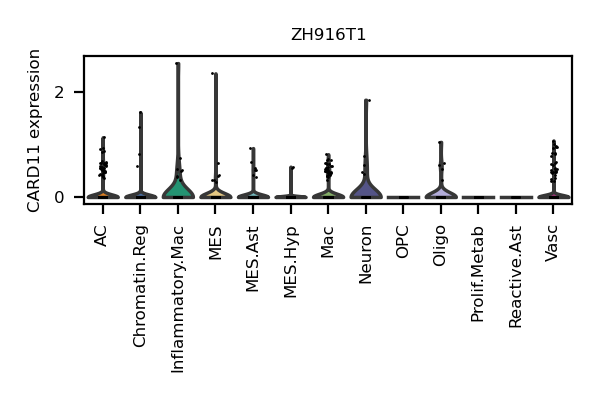 ZH916T1
CARD11 expression
2
0
AC
Chromatin.Reg
Inflammatory.Mac
MES
MES.Ast
MES.Hyp
Mac
Neuron
OPC
Oligo
Prolif.Metab
Reactive.Ast
Vasc